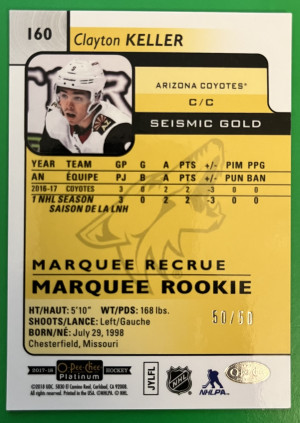 160
Clayton KELLER
ARIZONA COYOTES®
C/C
SEISMIC GOLD
YEAR TEAM GP G A PTS +/- PIM PPG
AN ÉQUIPE PJ B A PTS +/- PUN BAN
2016-17 COYOTES 3 0 2 2 -3 0 0
1 NHL SEASON 3 0 2 2 -3 0 0
SAISON DE LA LNH
MARQUEE RECRUE
MARQUEE ROOKIE
HT/HAUT: 5'10" WT/PDS: 168 lbs.
SHOOTS/LANCE: Left/Gauche
BORN/NÉ: July 29, 1998
Chesterfield, Missouri
50/50
2017-18 O-Pee-Chee HOCKEY
Platinum
JYLFL
NHL
NHLPA